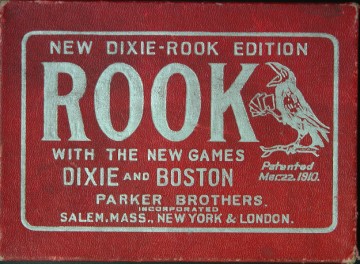 NEW DIXIE-ROOK EDITION
ROOK
WITH THE NEW GAMES
DIXIE AND BOSTON
Patented
Mar.22.1910.
PARKER BROTHERS.
INCORPORATED
SALEM.MASS., NEW YORK & LONDON.